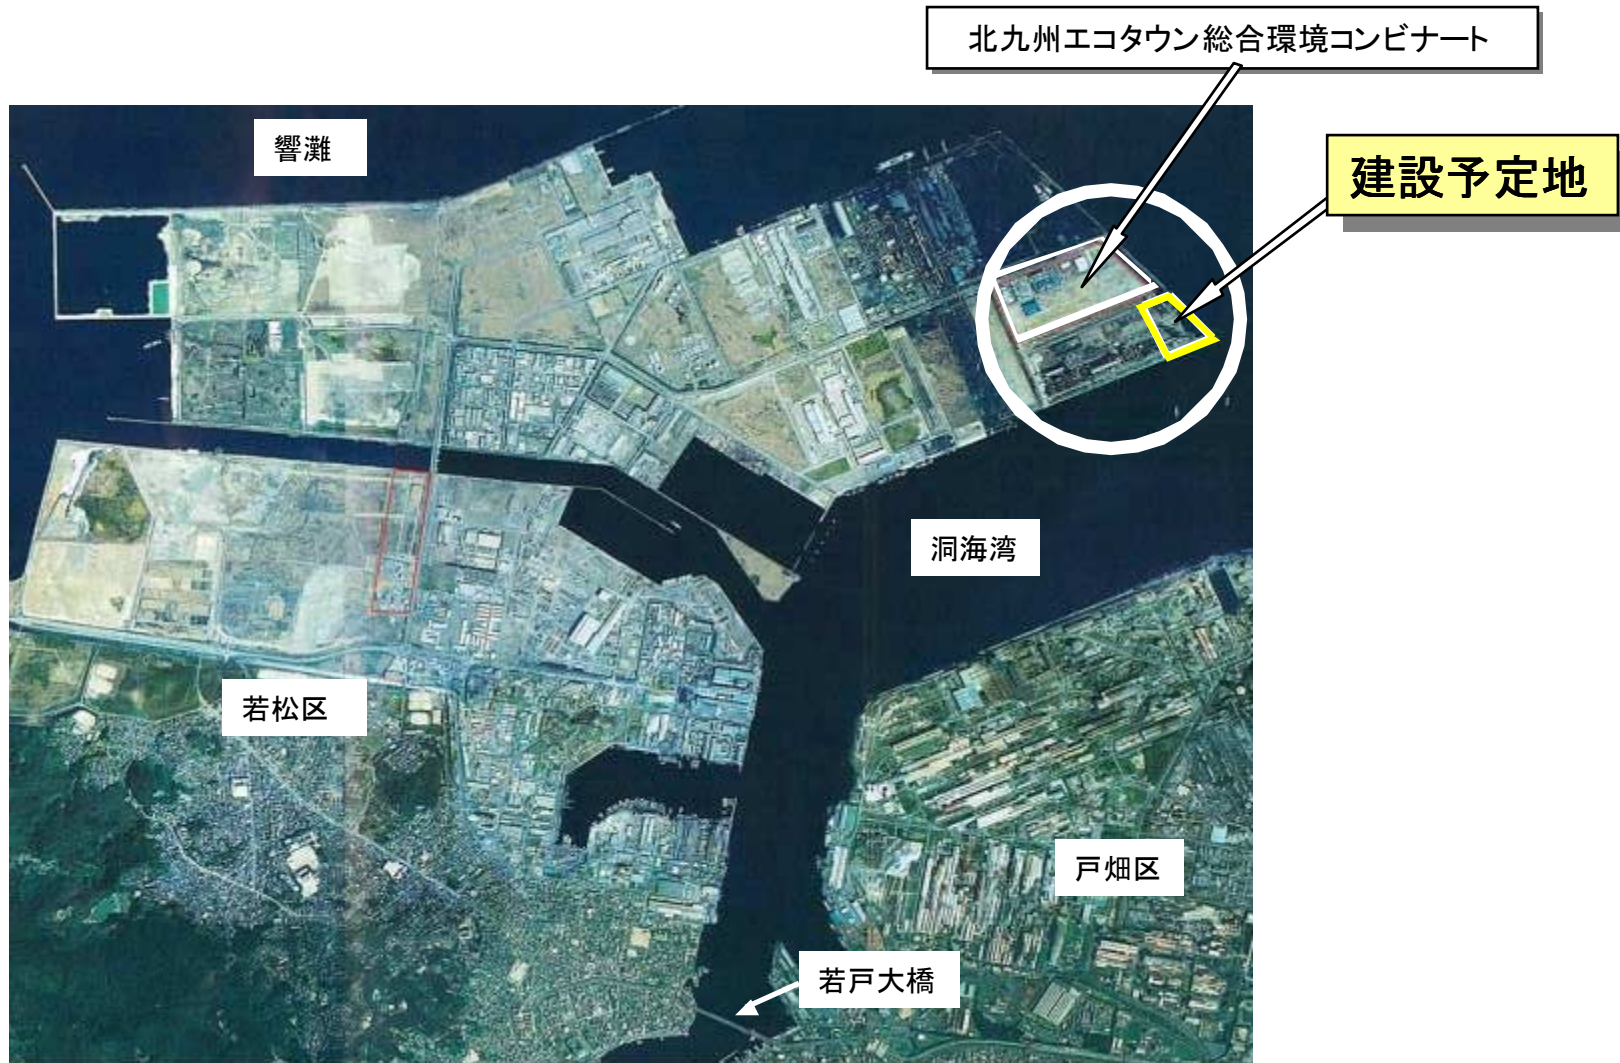 北九州エコタウン総合環境コンビナート
響灘
建設予定地
洞海湾
若松区
戸畑区
若戸大橋